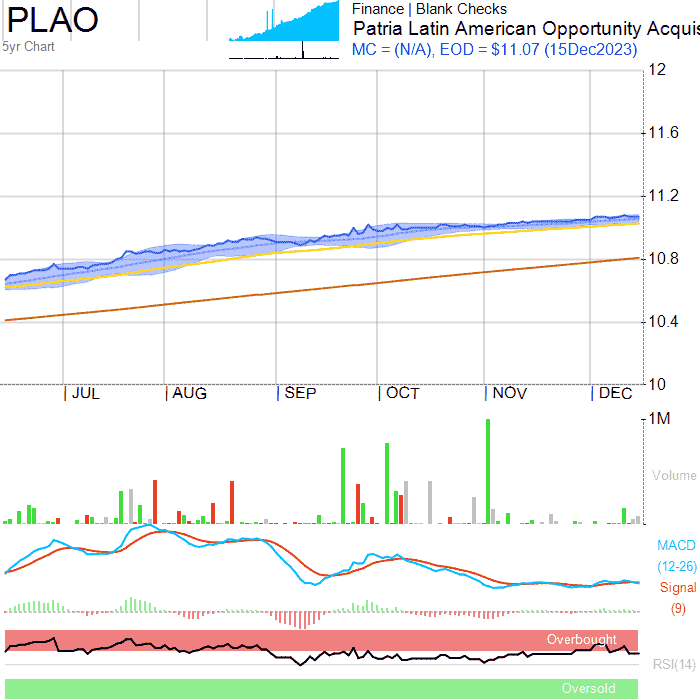 PLAO
5yr Chart
Finance | Blank Checks
Patria Latin American Opportunity Acquis
MC = (N/A), EOD = $11.07 (15Dec2023)
12
11.6
11.2
10.8
10.4
10
JUL AUG SEP OCT NOV DEC
1M
Volume
MACD
(12-26)
Signal
(9)
Overbought
RSI(14)
Oversold